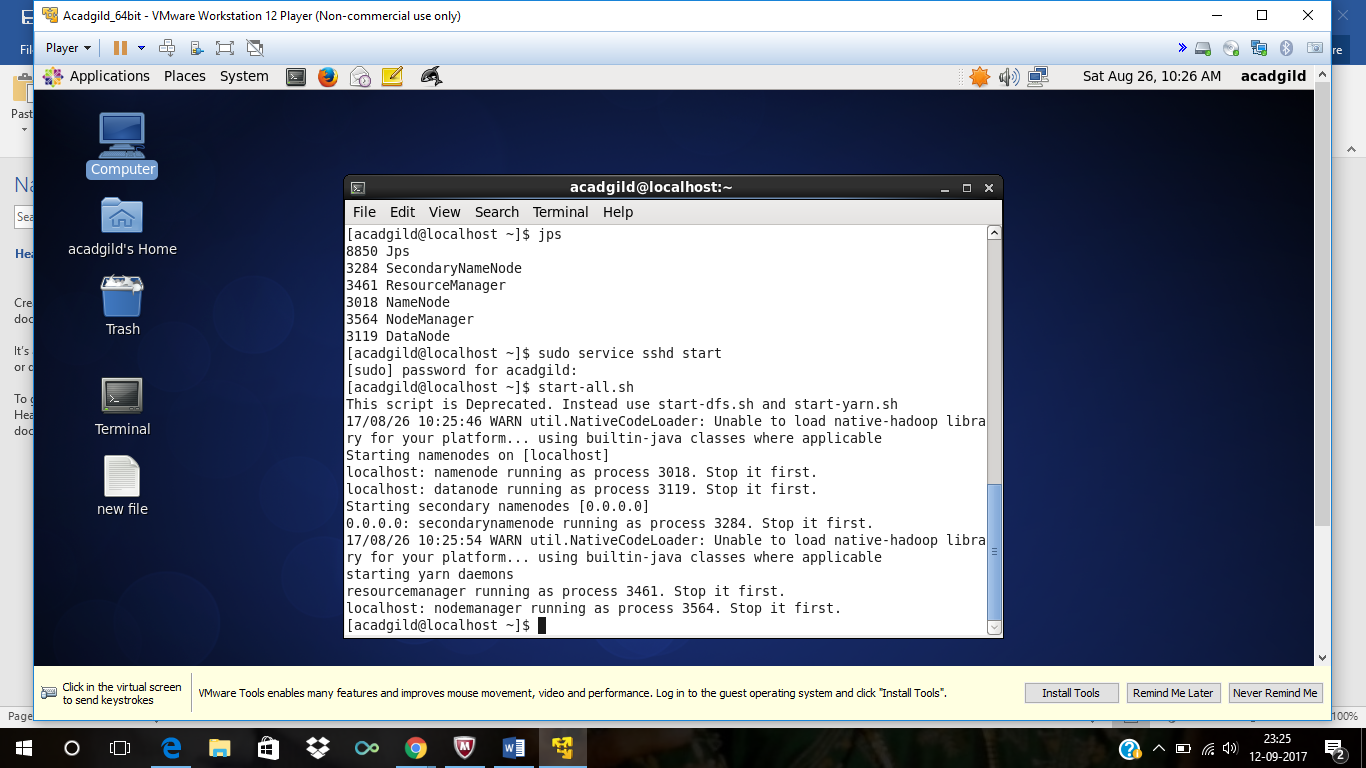 Acadgild_64bit - VMware Workstation 12 Player (Non-commercial use only)
Player
Applications Places System
Sat Aug 26, 10:26 AM acadgild
Computer
acadgild's Home
Trash
Terminal
new file
acadgild@localhost:~
File Edit View Search Terminal Help
[acadgild@localhost ~]$ jps
8850 Jps
3284 SecondaryNameNode
3461 ResourceManager
3018 NameNode
3564 NodeManager
3119 DataNode
[acadgild@localhost ~]$ sudo service sshd start
[sudo] password for acadgild:
[acadgild@localhost ~]$ start-all.sh
This script is Deprecated. Instead use start-dfs.sh and start-yarn.sh
17/08/26 10:25:46 WARN util.NativeCodeLoader: Unable to load native-hadoop libra
ry for your platform... using builtin-java classes where applicable
Starting namenodes on [localhost]
localhost: namenode running as process 3018. Stop it first.
localhost: datanode running as process 3119. Stop it first.
Starting secondary namenodes [0.0.0.0]
0.0.0.0: secondarynamenode running as process 3284. Stop it first.
17/08/26 10:25:54 WARN util.NativeCodeLoader: Unable to load native-hadoop libra
ry for your platform... using builtin-java classes where applicable
starting yarn daemons
resourcemanager running as process 3461. Stop it first.
localhost: nodemanager running as process 3564. Stop it first.
[acadgild@localhost ~]$
Click in the virtual screen
to send keystrokes
VMware Tools enables many features and improves mouse movement, video and performance. Log in to the guest operating system and click "Install Tools".
Install Tools Remind Me Later Never Remind Me
Past
It's
or d
To g
Page
100%
23:25
12-09-2017
2